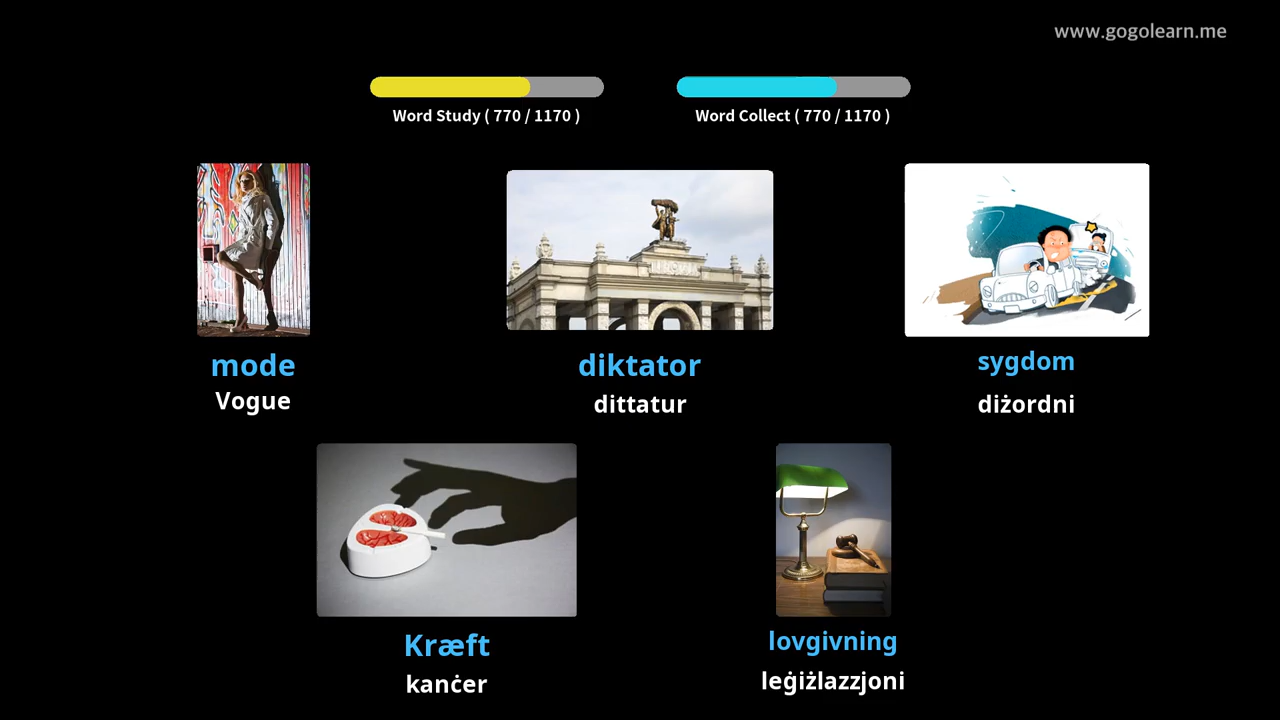 www.gogolearn.me
Word Study ( 770 / 1170 )
Word Collect ( 770 / 1170 )
mode
Vogue
diktator
dittatur
sygdom
diżordni
Kræft
kanċer
lovgivning
leġiżlazzjoni